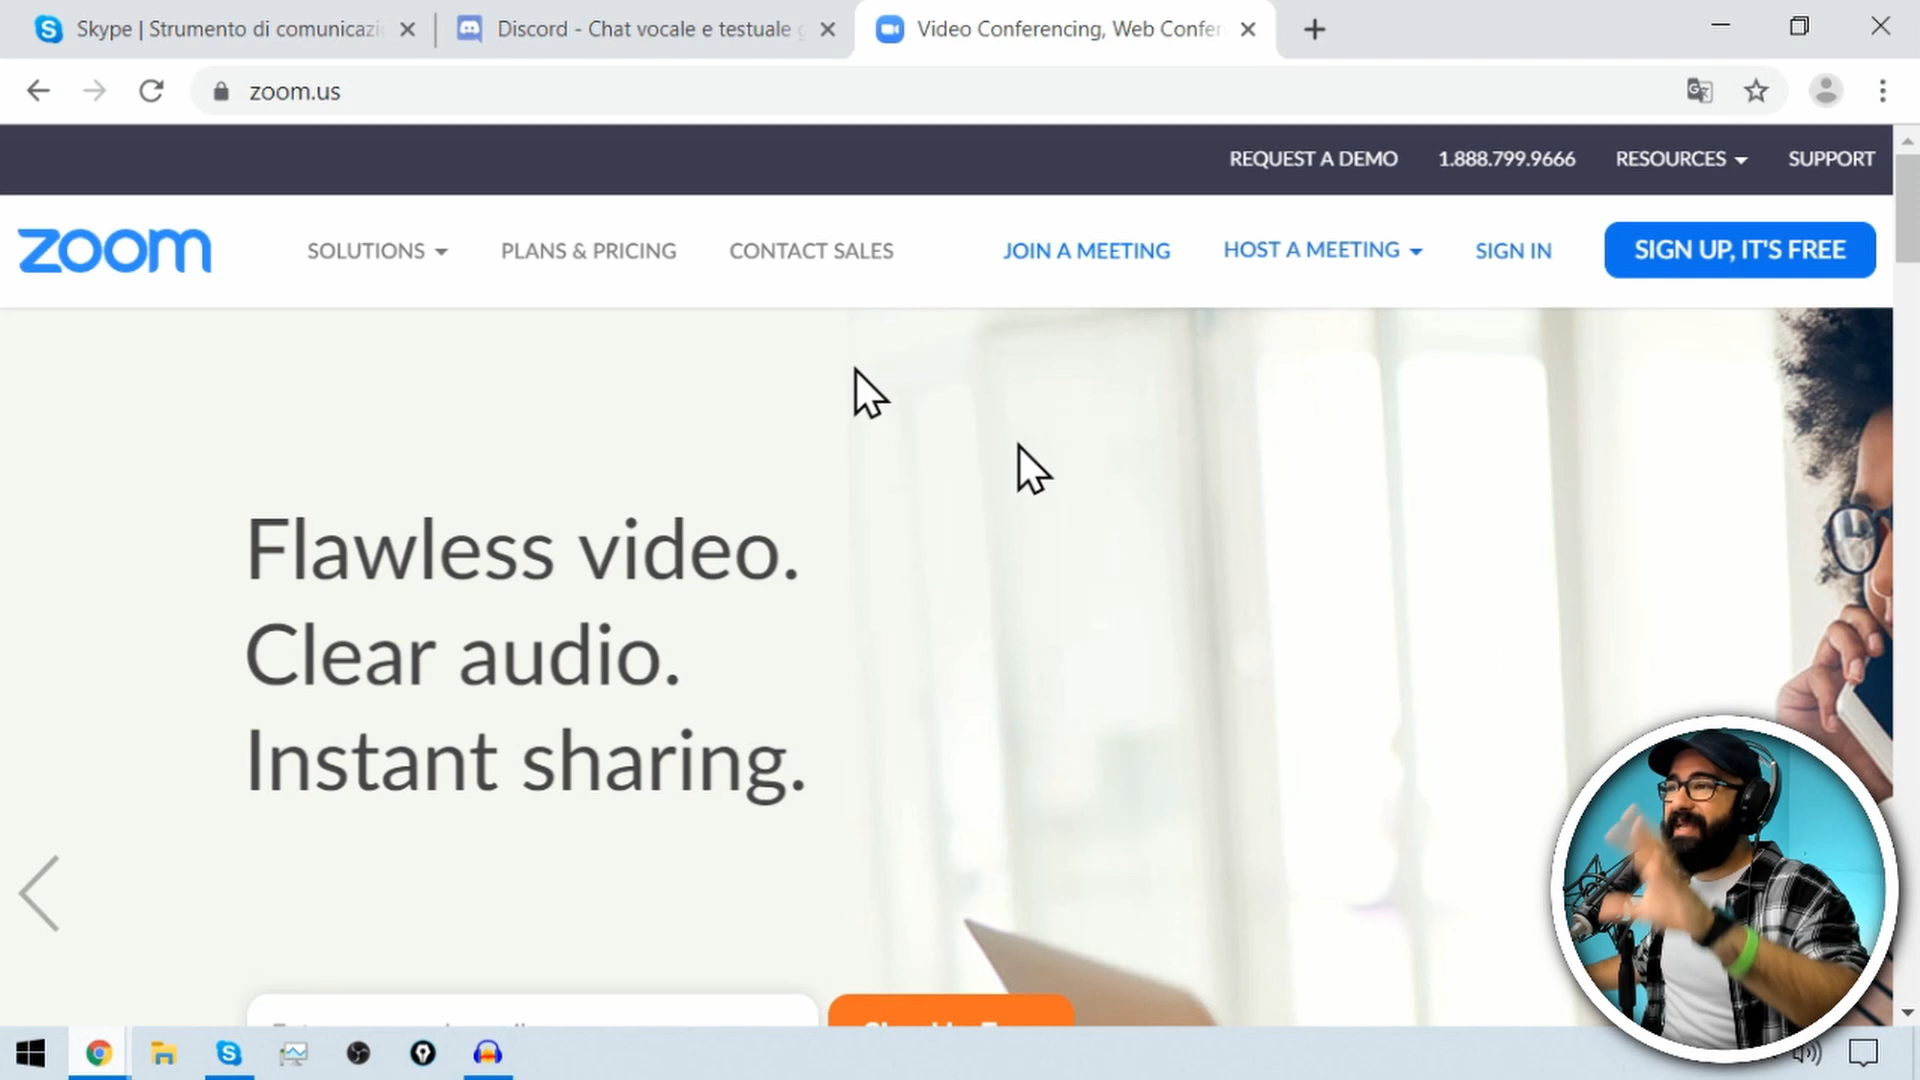 Skype | Strumento di comunicazi
Discord - Chat vocale e testuale
Video Conferencing, Web Confer
zoom.us
REQUEST A DEMO
1.888.799.9666
RESOURCES
SUPPORT
zoom
SOLUTIONS
PLANS & PRICING
CONTACT SALES
JOIN A MEETING
HOST A MEETING
SIGN IN
SIGN UP, IT'S FREE
Flawless video.
Clear audio.
Instant sharing.